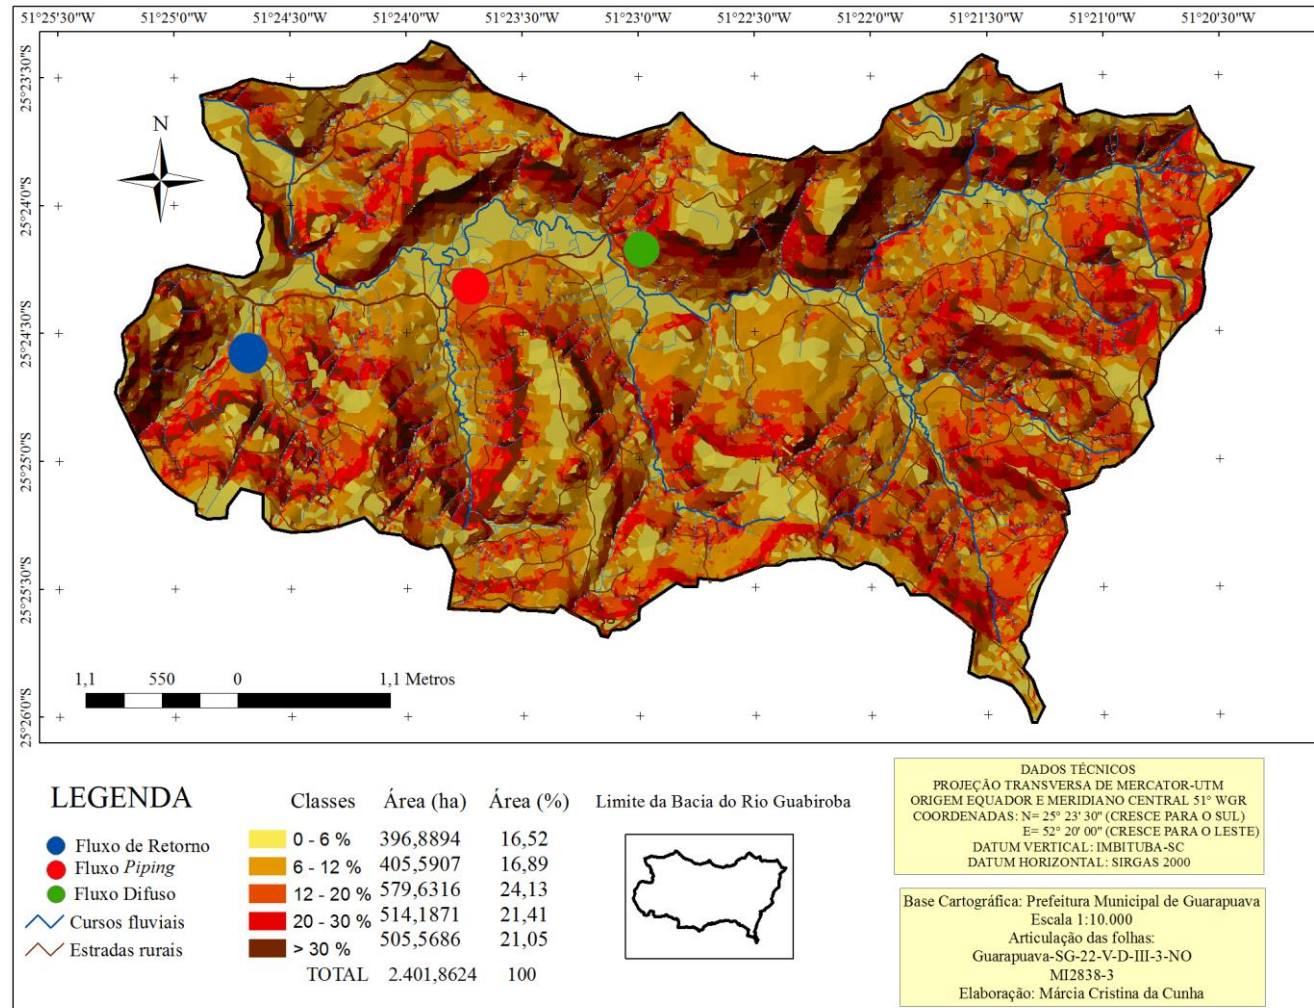 51°25'30"W 51°25'0"W 51°24'30"W 51°24'0"W 51°23'30"W 51°23'0"W 51°22'30"W 51°22'0"W 51°21'30"W 51°21'0"W 51°20'30"W
25°23'30"S
25°24'0"S
25°24'30"S
25°25'0"S
25°25'30"S
25°26'0"S
N
1,1 550 0 1,1 Metros
LEGENDA
Fluxo de Retorno
Fluxo Piping
Fluxo Difuso
Cursos fluviais
Estradas rurais
Classes Área (ha) Área (%)
0 - 6 % 396,8894 16,52
6 - 12 % 405,5907 16,89
12 - 20 % 579,6316 24,13
20 - 30 % 514,1871 21,41
> 30 % 505,5686 21,05
TOTAL 2.401,8624 100
Limite da Bacia do Rio Guabiroba
DADOS TÉCNICOS
PROJEÇÃO TRANSVERSA DE MERCATOR-UTM
ORIGEM EQUADOR E MERIDIANO CENTRAL 51° WGR
COORDENADAS: N= 25° 23' 30" (CRESCE PARA O SUL)
E= 52° 20' 00" (CRESCE PARA O LESTE)
DATUM VERTICAL: IMBITUBA-SC
DATUM HORIZONTAL: SIRGAS 2000
Base Cartográfica: Prefeitura Municipal de Guarapuava
Escala 1:10.000
Articulação das folhas:
Guarapuava-SG-22-V-D-III-3-NO
MI2838-3
Elaboração: Márcia Cristina da Cunha